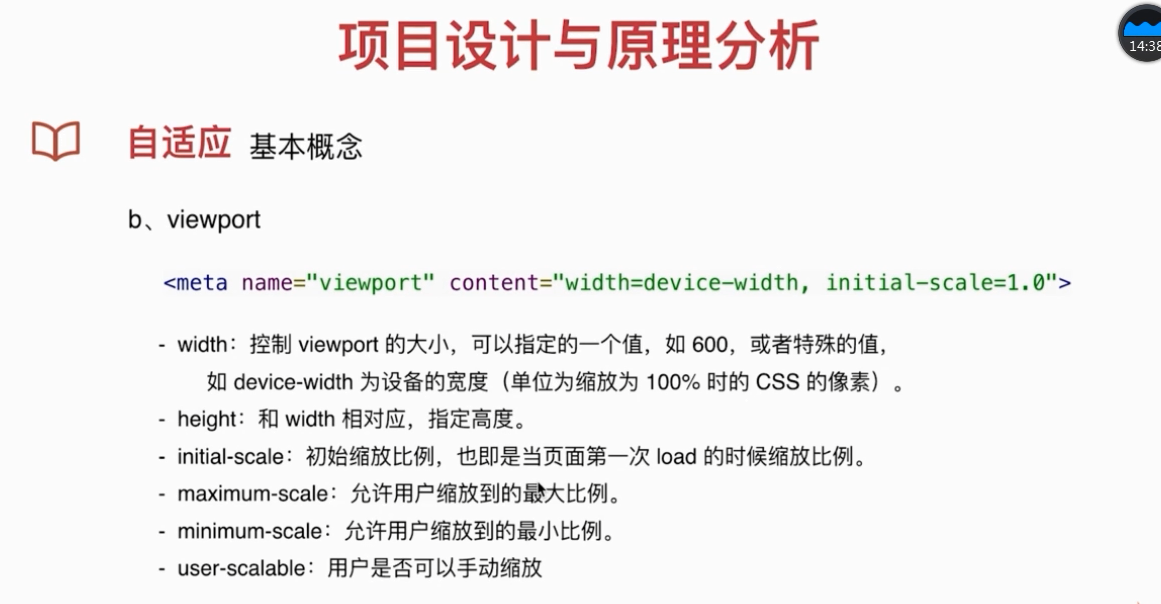 项目设计与原理分析
14:38
自适应 基本概念
b、viewport
<meta name="viewport" content="width=device-width, initial-scale=1.0">
- width：控制 viewport 的大小，可以指定的一个值，如 600，或者特殊的值，
如 device-width 为设备的宽度（单位为缩放为 100% 时的 CSS 的像素）。
- height：和 width 相对应，指定高度。
- initial-scale：初始缩放比例，也即是当页面第一次 load 的时候缩放比例。
- maximum-scale：允许用户缩放到的最大比例。
- minimum-scale：允许用户缩放到的最小比例。
- user-scalable：用户是否可以手动缩放